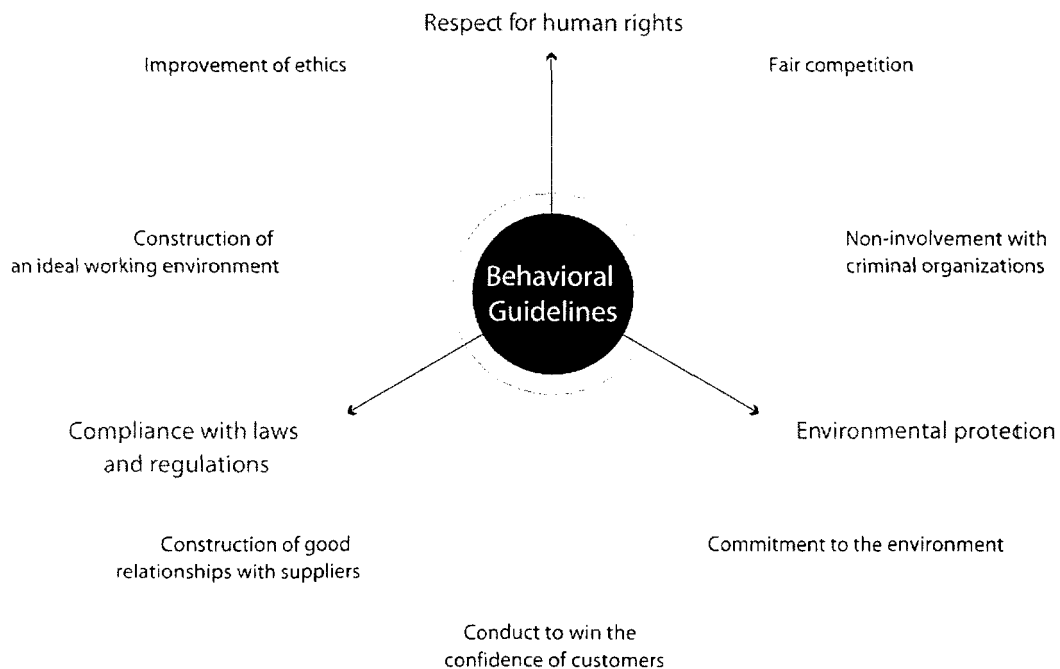 Respect for human rights
Improvement of ethics
Fair competition
Construction of
an ideal working environment
Non-involvement with
criminal organizations
Behavioral
Guidelines
Compliance with laws
and regulations
Environmental protection
Construction of good
relationships with suppliers
Commitment to the environment
Conduct to win the
confidence of customers